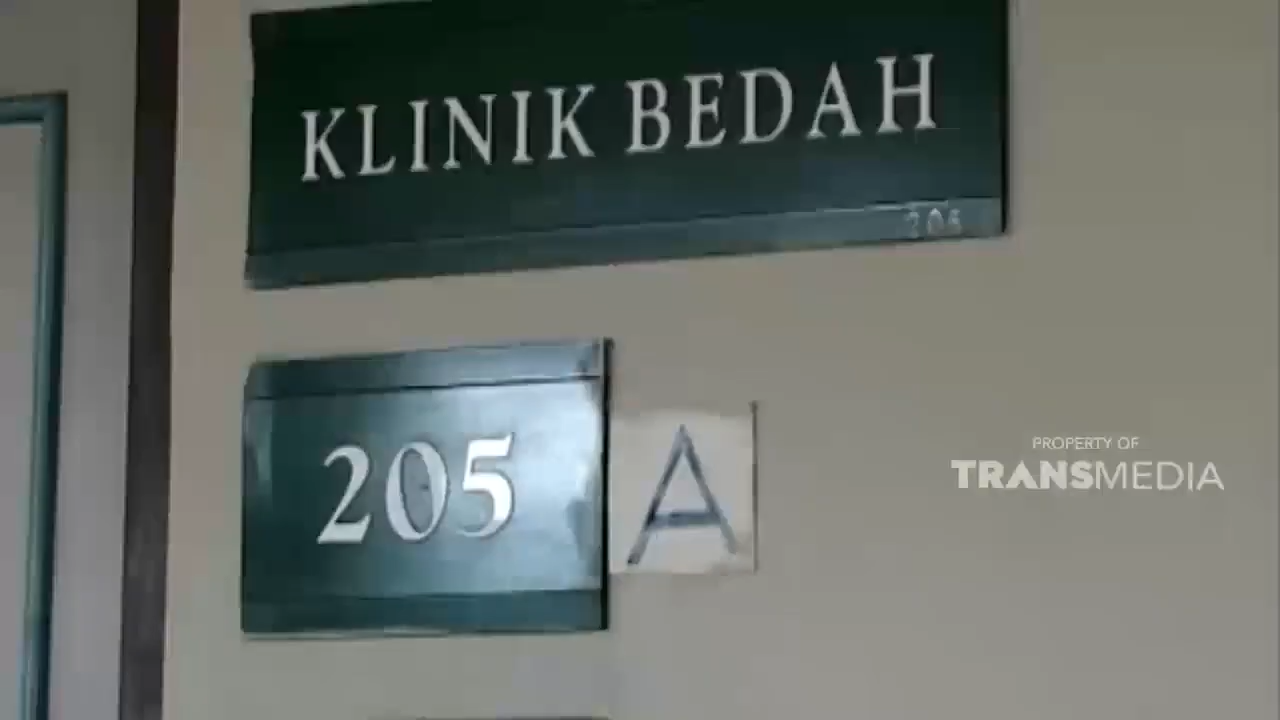 KLINIK BEDAH
205
205 A
PROPERTY OF
TRANSMEDIA